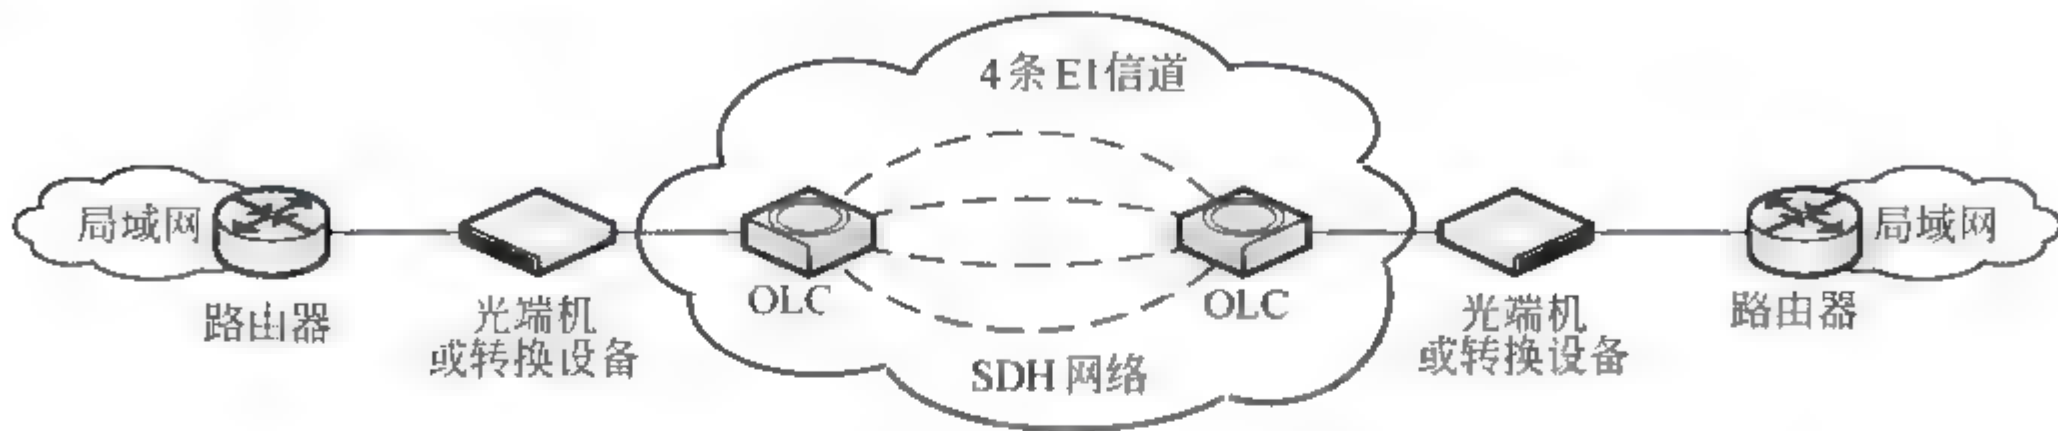 4条E1信道
局域网
局域网
OLC
OLC
路由器
光端机
或转换设备
光端机
或转换设备
路由器
SDH网络